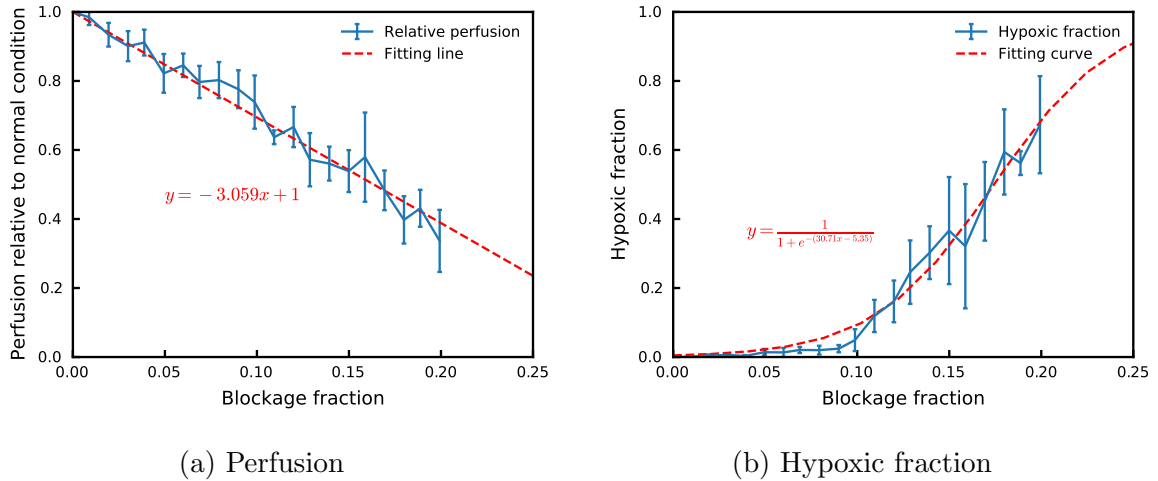 Perfusion relative to normal condition
1.0
0.8
0.6
0.4
0.2
0.0
Relative perfusion
Fitting line
y = −3.059x + 1
0.00 0.05 0.10 0.15 0.20 0.25
Blockage fraction
(a) Perfusion
Hypoxic fraction
1.0
0.8
0.6
0.4
0.2
0.0
Hypoxic fraction
Fitting curve
y = 1 / 1 + e^−(30.71x−5.35)
0.00 0.05 0.10 0.15 0.20 0.25
Blockage fraction
(b) Hypoxic fraction